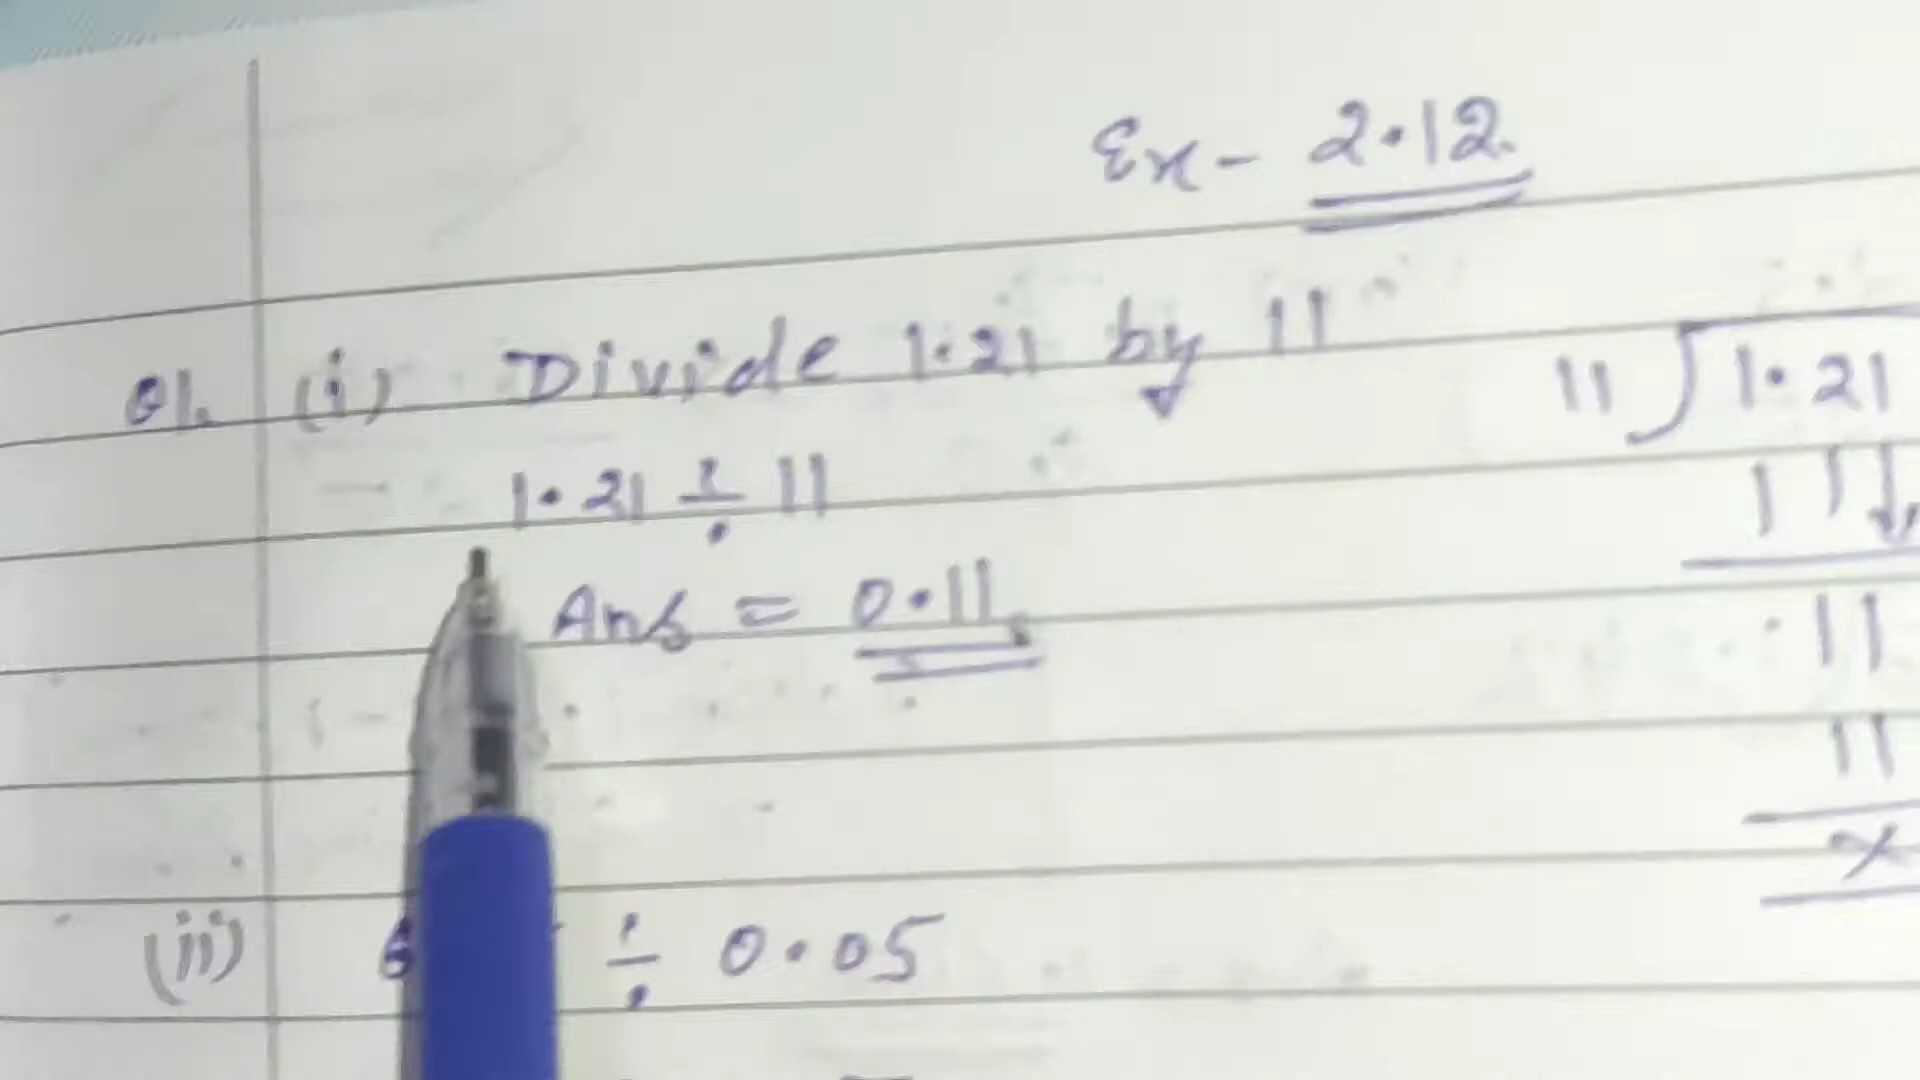 Ex - 2.12.
Q1. (i) Divide 1.21 by 11
1.21 ÷ 11
Ans = 0.11
11 ) 1.21
11
11
11
x
(ii) 6 ÷ 0.05